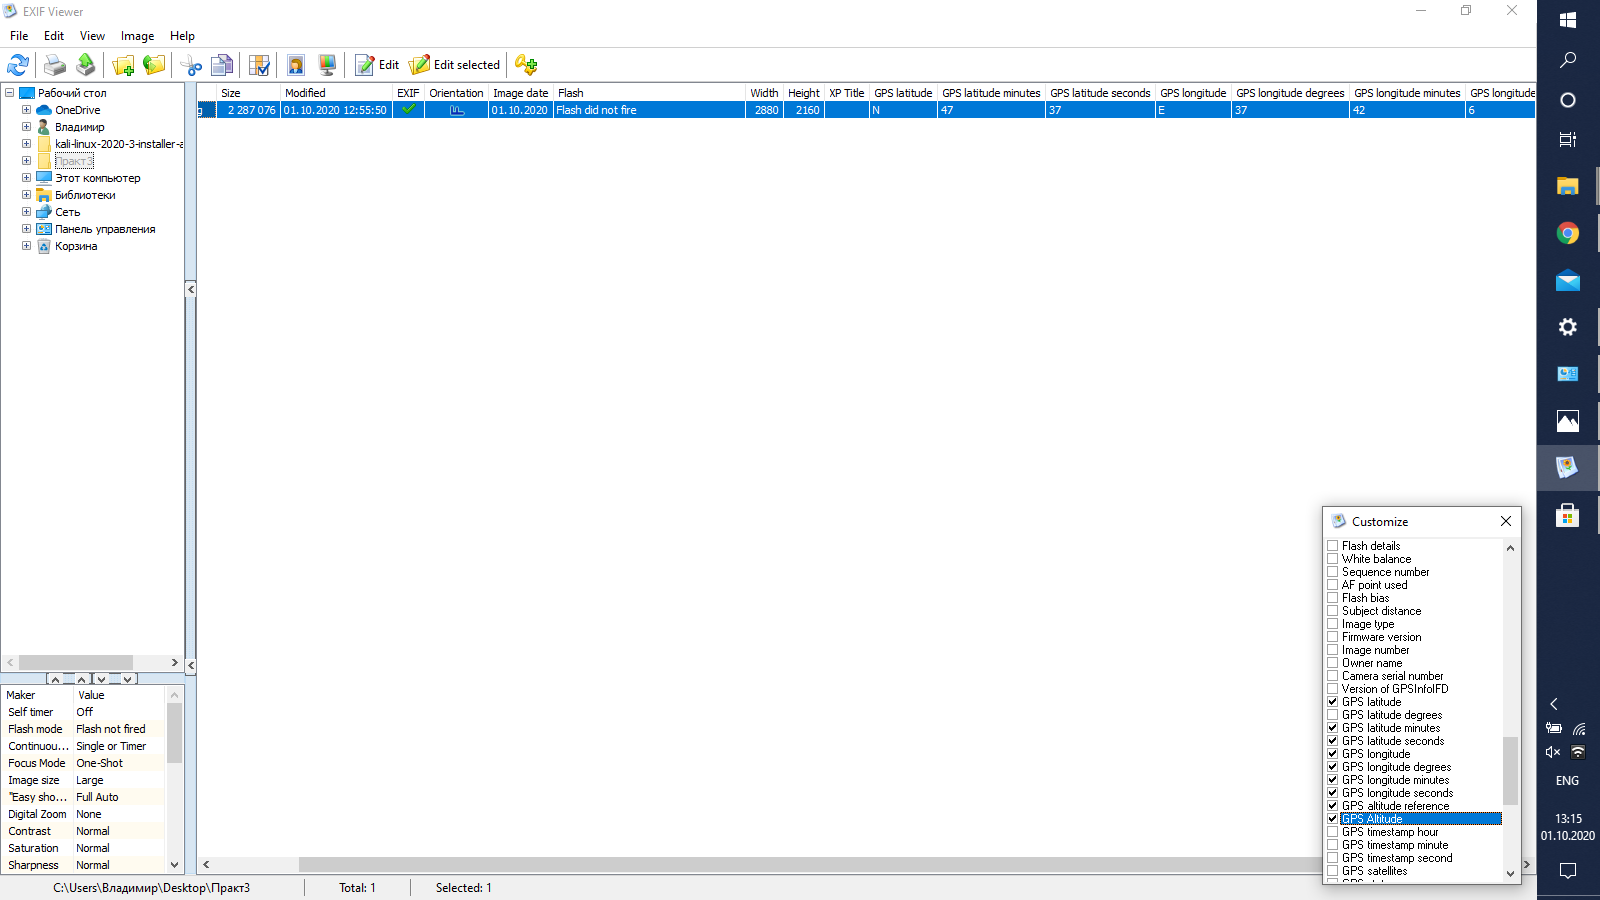 EXIF Viewer
File Edit View Image Help
Edit Edit selected
Рабочий стол
OneDrive
Владимир
kali-linux-2020-3-installer-a
Практ3
Этот компьютер
Библиотеки
Сеть
Панель управления
Корзина
Size Modified EXIF Orientation Image date Flash Width Height XP Title GPS latitude GPS latitude minutes GPS latitude seconds GPS longitude GPS longitude degrees GPS longitude minutes GPS longitude
g 2 287 076 01.10.2020 12:55:50 01.10.2020 Flash did not fire 2880 2160 N 47 37 E 37 42 6
Maker Value
Self timer Off
Flash mode Flash not fired
Continuou... Single or Timer
Focus Mode One-Shot
Image size Large
"Easy sho... Full Auto
Digital Zoom None
Contrast Normal
Saturation Normal
Sharpness Normal
Customize
Flash details
White balance
Sequence number
AF point used
Flash bias
Subject distance
Image type
Firmware version
Image number
Owner name
Camera serial number
Version of GPSInfoIFD
GPS latitude
GPS latitude degrees
GPS latitude minutes
GPS latitude seconds
GPS longitude
GPS longitude degrees
GPS longitude minutes
GPS longitude seconds
GPS altitude reference
GPS Altitude
GPS timestamp hour
GPS timestamp minute
GPS timestamp second
GPS satellites
C:\Users\Владимир\Desktop\Практ3 Total: 1 Selected: 1
ENG
13:15
01.10.2020